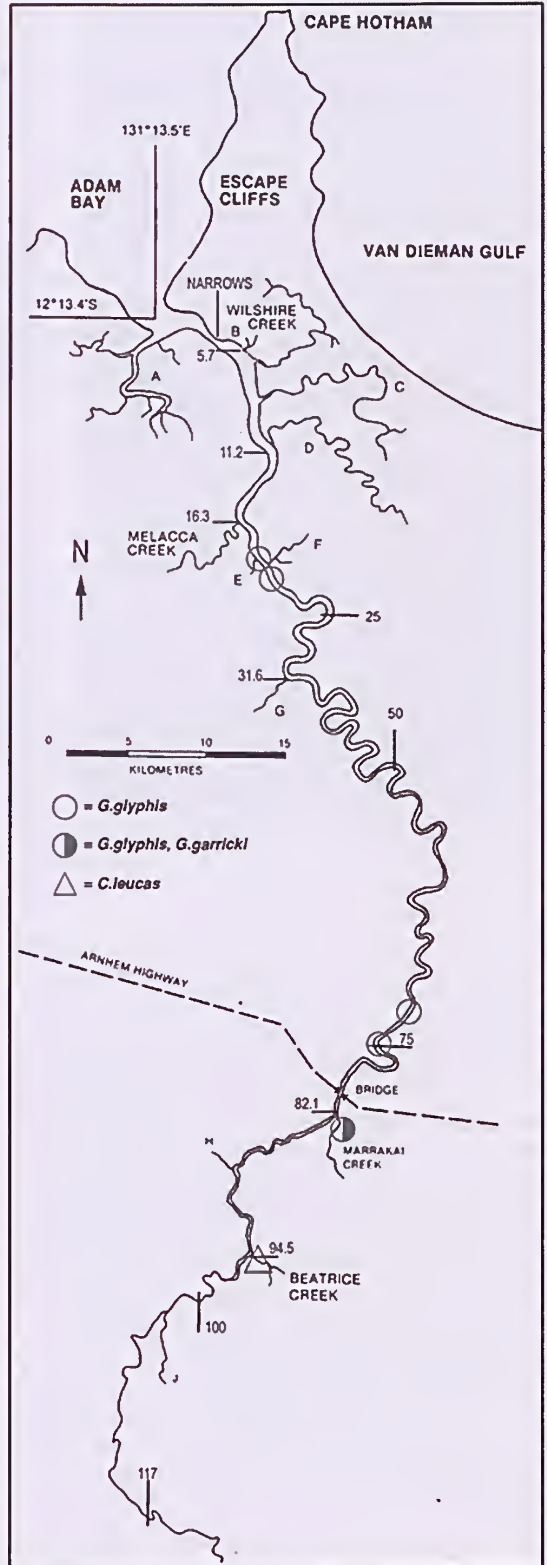 CAPE HOTHAM
131°13.5'E
ADAM
BAY
ESCAPE
CLIFFS
VAN DIEMAN GULF
NARROWS
12°13.4'S
WILSHIRE
CREEK
B
5.7
A
C
D
11.2
16.3
MELACCA
CREEK
N
F
E
25
31.6
G
50
0 5 10 15
KILOMETRES
= G.glyphis
= G.glyphis, G.garricki
= C.leucas
ARNHEM HIGHWAY
75
BRIDGE
82.1
MARRAKAI
CREEK
H
94.5
BEATRICE
CREEK
100
J
117